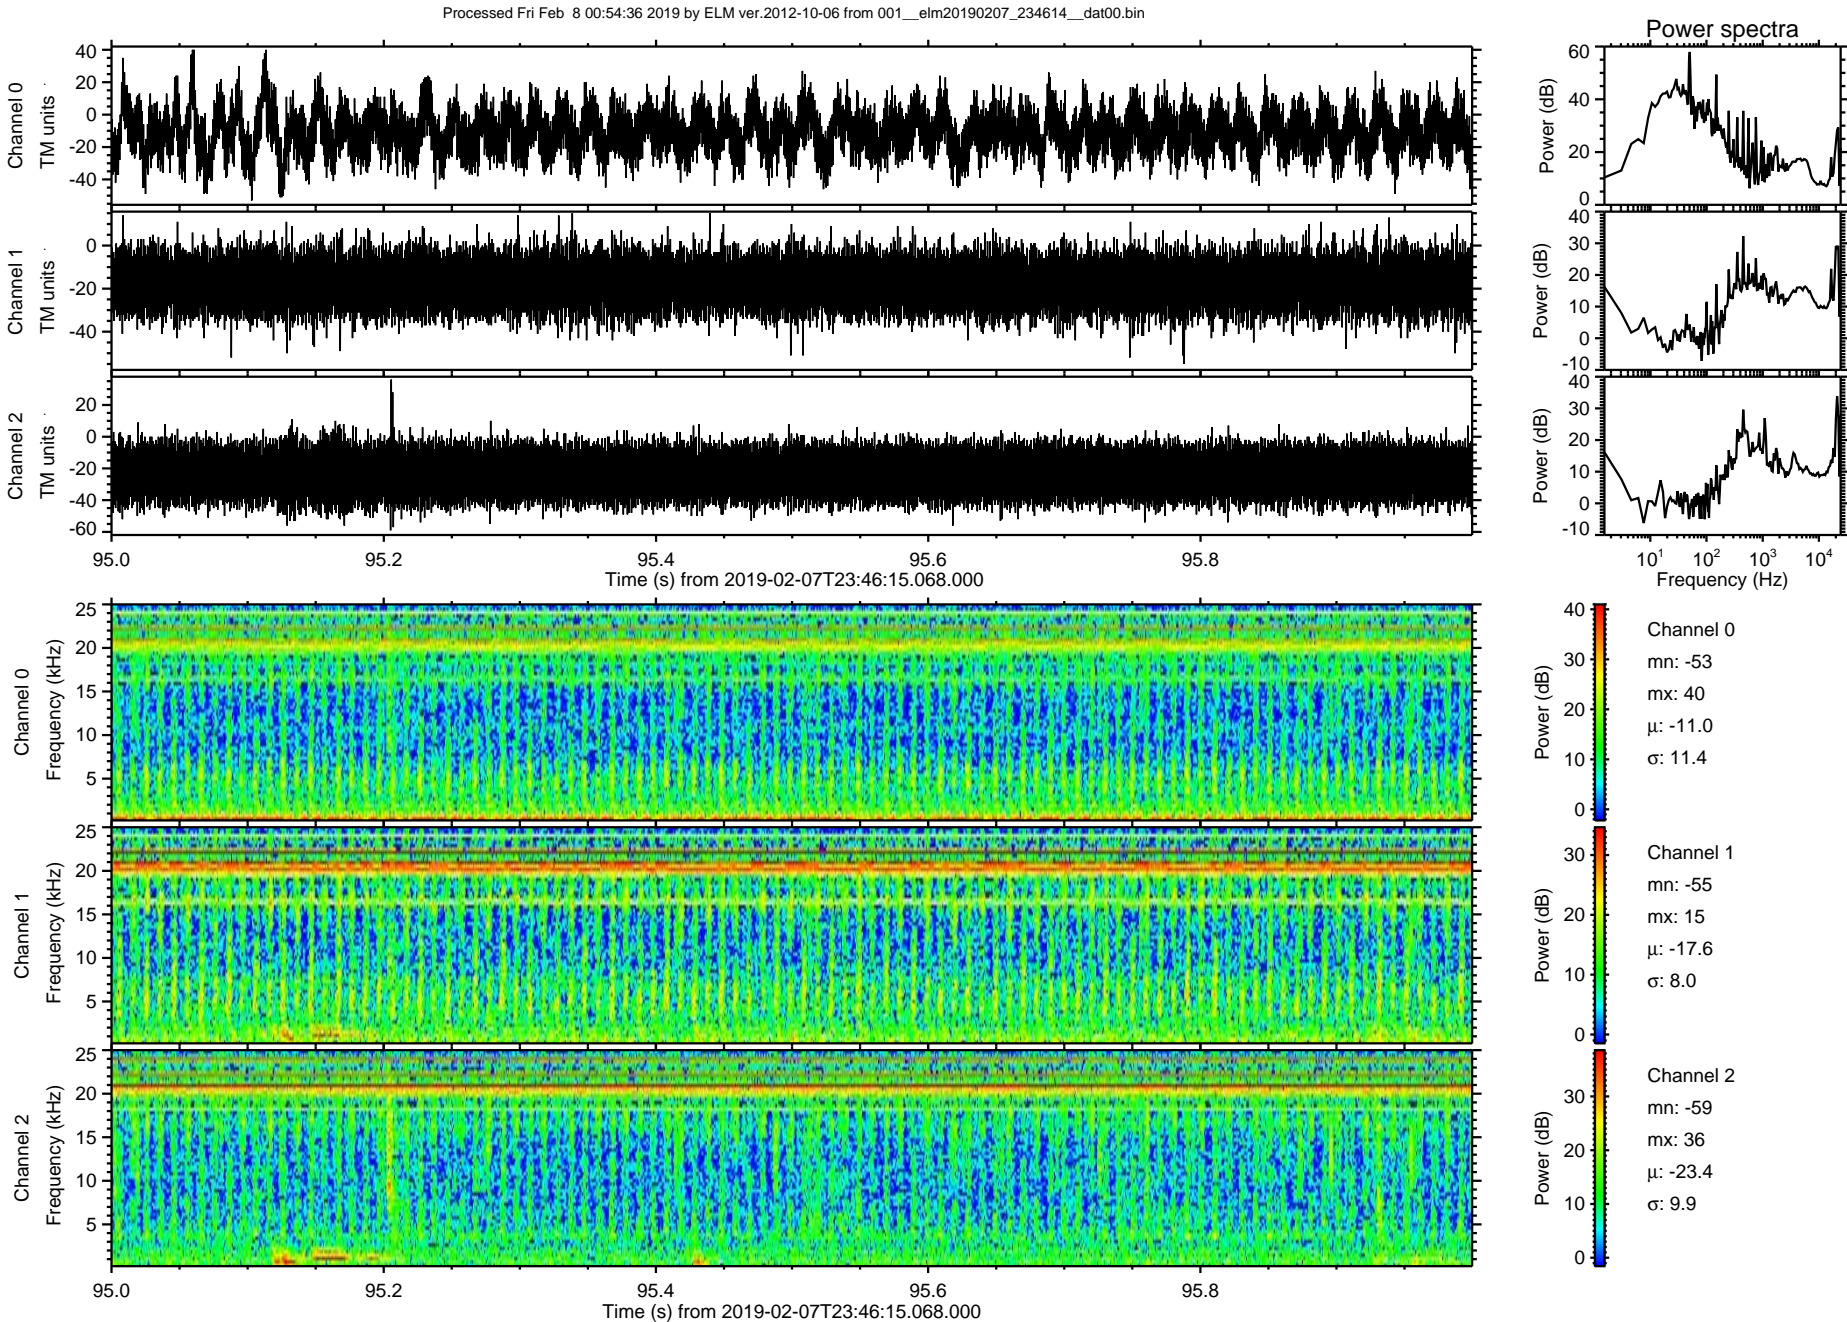 Processed Fri Feb  8 00:54:36 2019 by ELM ver.2012-10-06 from 001__elm20190207_234614__dat00.bin
Power spectra
Channel 0
TM units
40
20
0
-20
-40
Power (dB)
60
40
20
0
Channel 1
TM units
0
-20
-40
Power (dB)
40
30
20
10
0
-10
Channel 2
TM units
20
0
-20
-40
-60
Power (dB)
40
30
20
10
0
-10
95.0 95.2 95.4 95.6 95.8
Time (s) from 2019-02-07T23:46:15.068.000
10¹ 10² 10³ 10⁴
Frequency (Hz)
Channel 0
Frequency (kHz)
25
20
15
10
5
Power (dB)
40
30
20
10
0
Channel 0
mn: -53
mx: 40
μ: -11.0
σ: 11.4
Channel 1
Frequency (kHz)
25
20
15
10
5
Power (dB)
30
20
10
0
Channel 1
mn: -55
mx: 15
μ: -17.6
σ: 8.0
Channel 2
Frequency (kHz)
25
20
15
10
5
Power (dB)
30
20
10
0
Channel 2
mn: -59
mx: 36
μ: -23.4
σ: 9.9
95.0 95.2 95.4 95.6 95.8
Time (s) from 2019-02-07T23:46:15.068.000